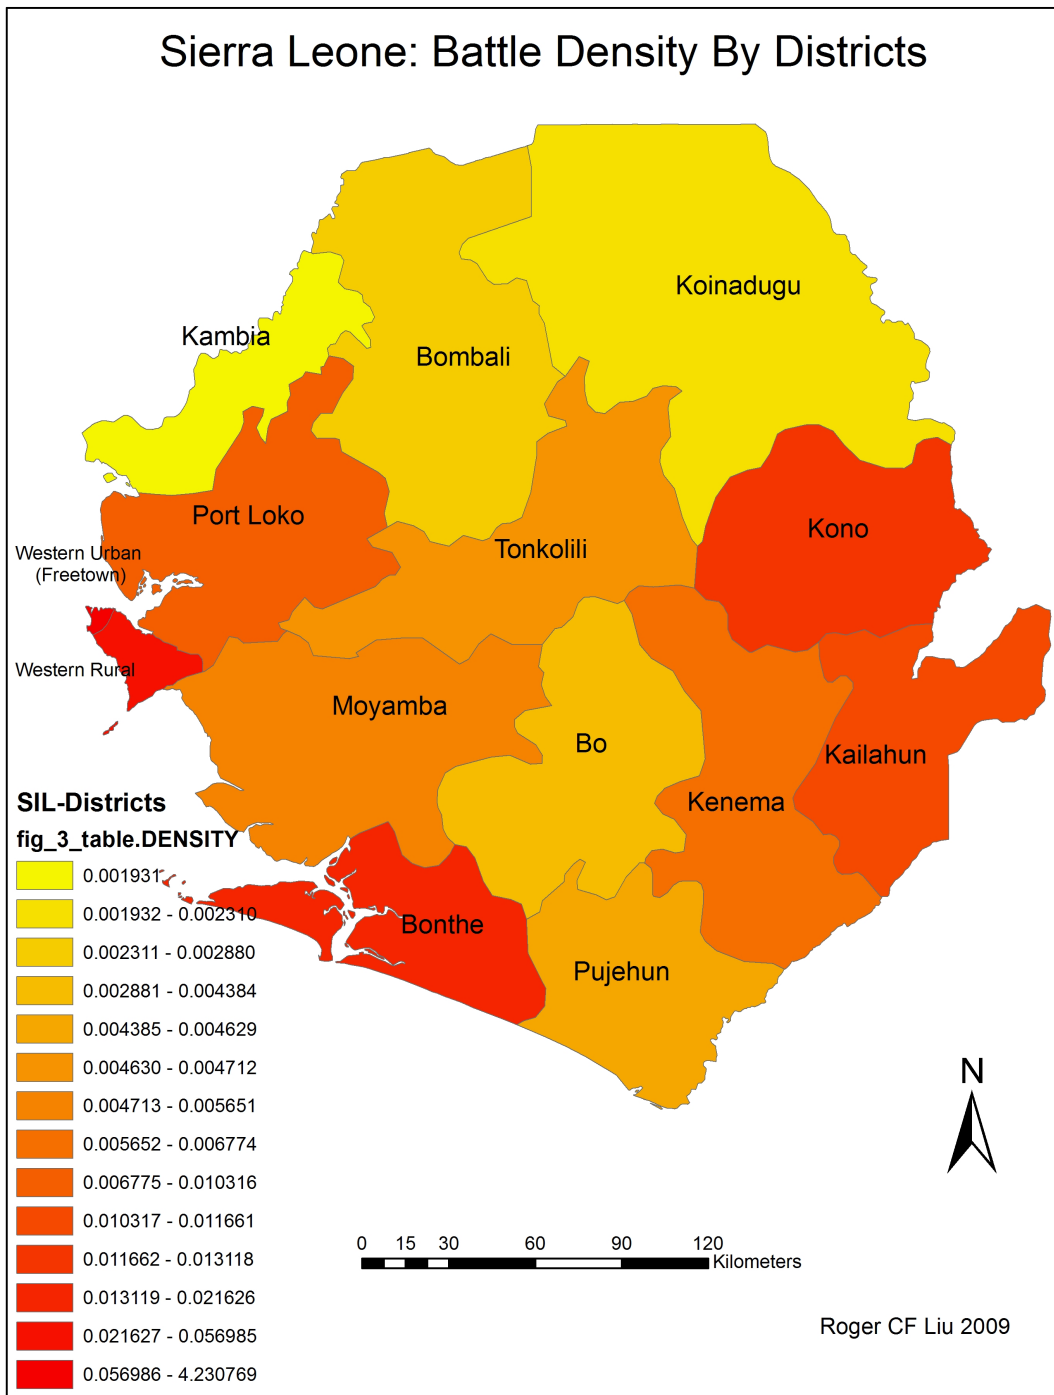 Sierra Leone: Battle Density By Districts
Koinadugu
Kambia
Bombali
Port Loko
Kono
Tonkolili
Western Urban
(Freetown)
Western Rural
Moyamba
Bo
Kailahun
Kenema
Bonthe
Pujehun
SIL-Districts
fig_3_table.DENSITY
0.001931
0.001932 - 0.002310
0.002311 - 0.002880
0.002881 - 0.004384
0.004385 - 0.004629
0.004630 - 0.004712
0.004713 - 0.005651
0.005652 - 0.006774
0.006775 - 0.010316
0.010317 - 0.011661
0.011662 - 0.013118
0.013119 - 0.021626
0.021627 - 0.056985
0.056986 - 4.230769
N
0 15 30 60 90 120
Kilometers
Roger CF Liu 2009